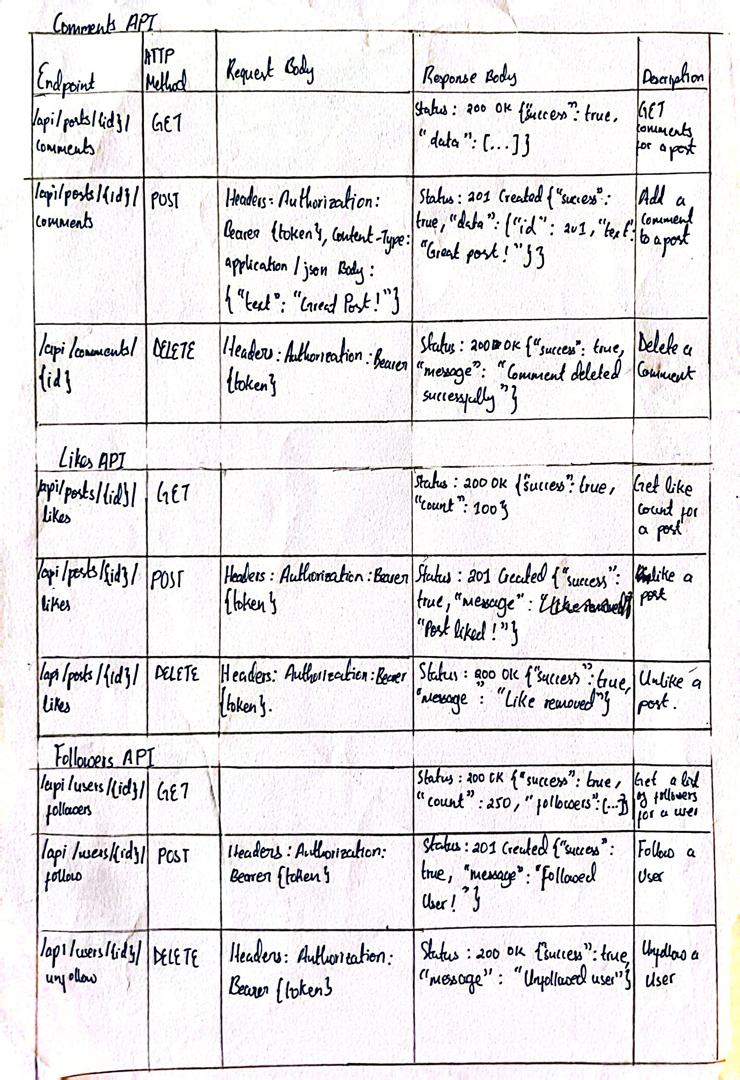 Comments API
Endpoint
HTTP
Method
Request Body
Response Body
Description
/api/posts/{id}/
comments
GET
Status : 200 OK {"success": true,
"data": [...]}
GET
comments
for a post
/api/posts/{id}/
comments
POST
Headers: Authorization:
Bearer {token}, Content-Type:
application/json Body :
{"text": "Great Post!"}
Status : 201 Created {"success":
true, "data": {"id": 201, "text":
"Great post!"}}
Add a
comment
to a post
/api/comments/
{id}
DELETE
Headers: Authorization: Bearer
{token}
Status : 200 OK {"success": true,
"message": "Comment deleted
successfully"}
Delete a
Comment
Likes API
/api/posts/{id}/
likes
GET
Status : 200 OK {"success": true,
"count": 100}
Get like
count for
a post
/api/posts/{id}/
likes
POST
Headers : Authorization : Bearer
{token}
Status : 201 Created {"success":
true, "message":
"Post liked!"}
like a
post
/api/posts/{id}/
likes
DELETE
Headers: Authorization: Bearer
{token}.
Status : 200 OK {"success": true,
"message": "Like removed"}
Unlike a
post.
Followers API
/api/users/{id}/
followers
GET
Status : 200 OK {"success": true,
"count": 250, "followers": [...]
Get a list
of followers
for a user
/api/users/{id}/
follow
POST
Headers : Authorization:
Bearer {token}
Status : 201 Created {"success":
true, "message": "Followed
User!"}
Follow a
User
/api/users/{id}/
unfollow
DELETE
Headers: Authorization:
Bearer {token}
Status : 200 OK {"success": true,
"message": "Unfollowed user"}
Unfollow a
User